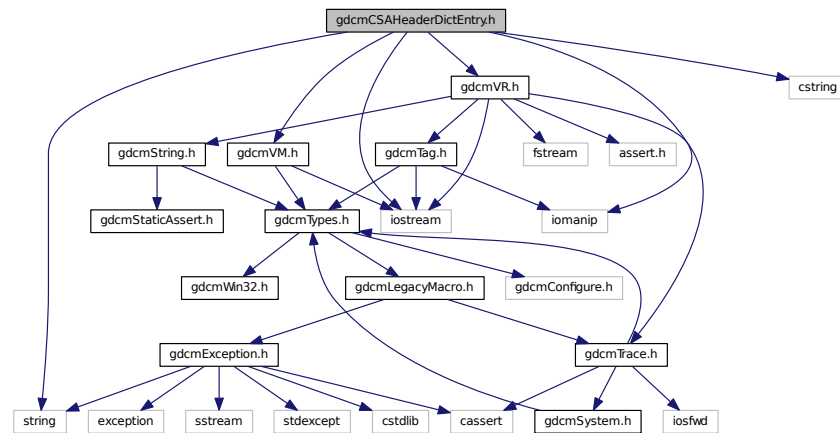 gdcmCSAHeaderDictEntry.h
gdcmVR.h
cstring
gdcmString.h
gdcmVM.h
gdcmTag.h
fstream
assert.h
gdcmStaticAssert.h
gdcmTypes.h
iostream
iomanip
gdcmWin32.h
gdcmLegacyMacro.h
gdcmConfigure.h
gdcmException.h
gdcmTrace.h
string
exception
sstream
stdexcept
cstdlib
cassert
gdcmSystem.h
iosfwd